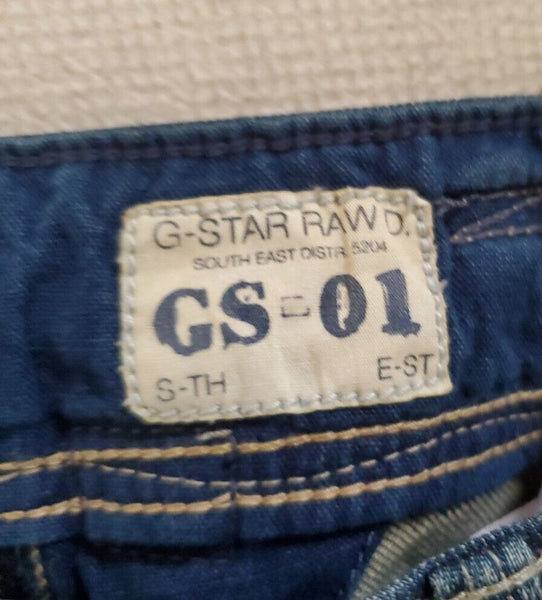 G-STAR RAW D.
SOUTH EAST DISTR. 5204
GS-01
S-TH E-ST